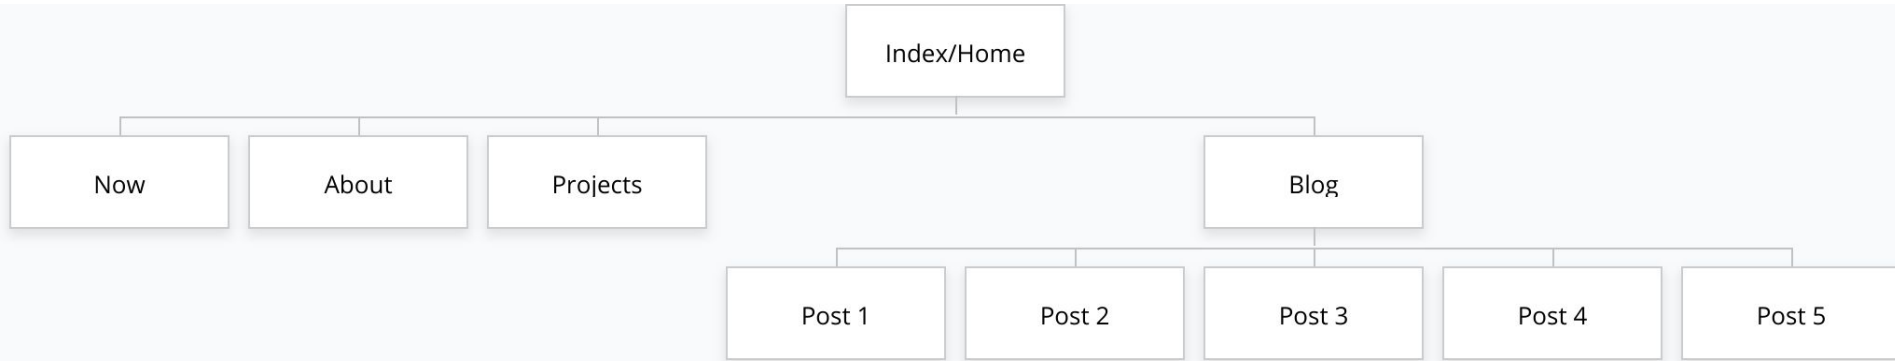 Index/Home
Now
About
Projects
Blog
Post 1
Post 2
Post 3
Post 4
Post 5